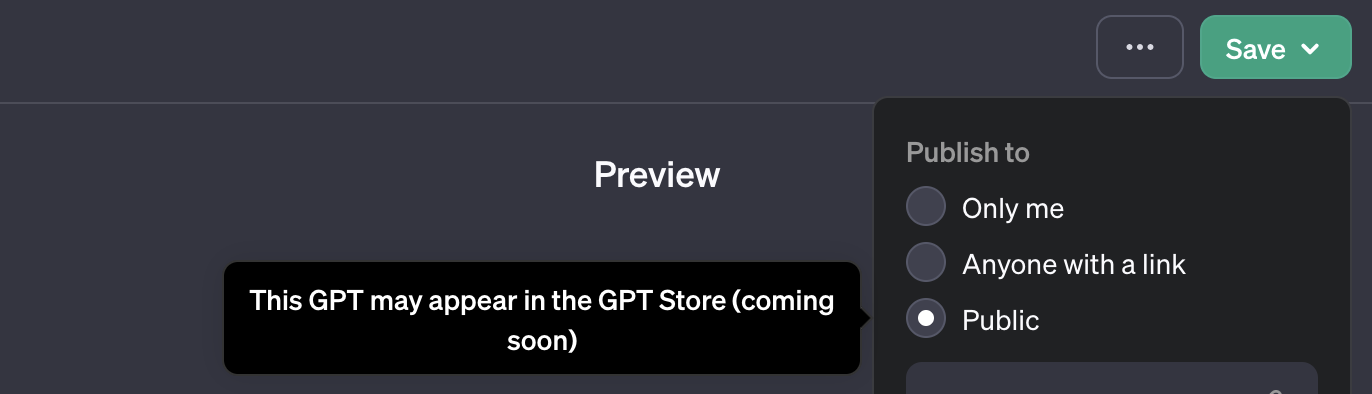 ...
Save
Publish to
Preview
Only me
Anyone with a link
This GPT may appear in the GPT Store (coming
soon)
Public